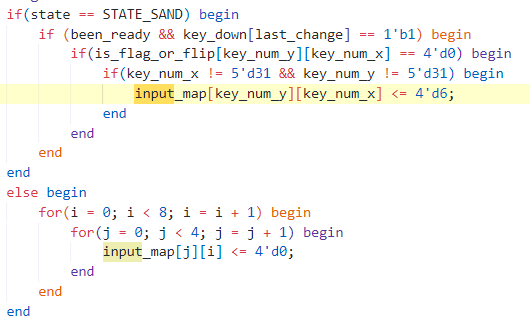 if(state == STATE_SAND) begin
    if (been_ready && key_down[last_change] == 1'b1) begin
        if(is_flag_or_flip[key_num_y][key_num_x] == 4'd0) begin
            if(key_num_x != 5'd31 && key_num_y != 5'd31) begin
                input_map[key_num_y][key_num_x] <= 4'd6;
            end
        end
    end
end
else begin
    for(i = 0; i < 8; i = i + 1) begin
        for(j = 0; j < 4; j = j + 1) begin
            input_map[j][i] <= 4'd0;
        end
    end
end